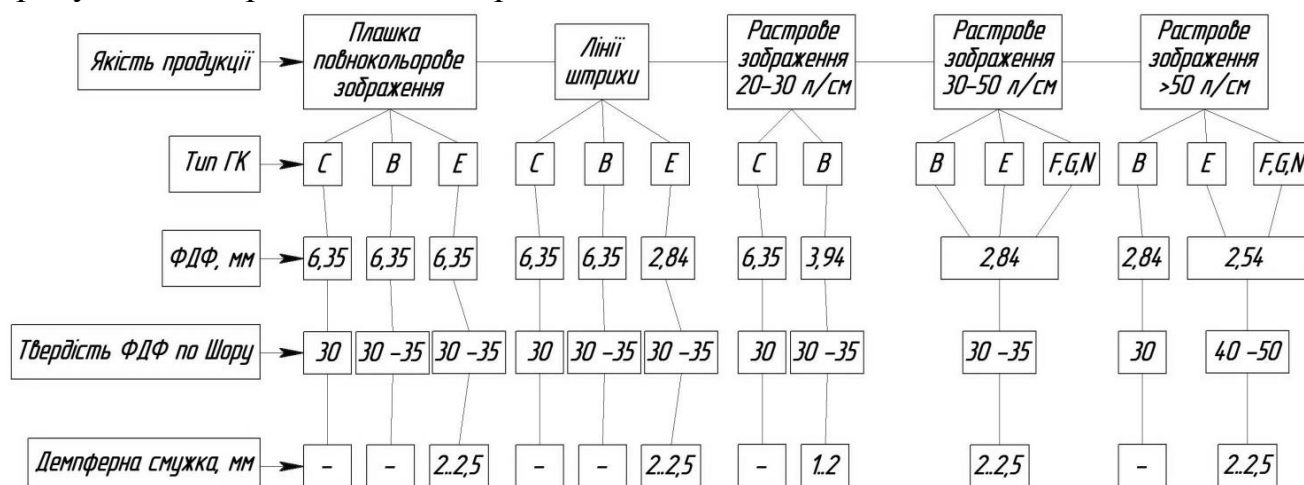 Якість продукції
Плашка
повнокольорове
зображення
Лінії
штрихи
Растрове
зображення
20–30 л/см
Растрове
зображення
30–50 л/см
Растрове
зображення
>50 л/см
Тип ГК
C B E C B E C B B E F,G,N B E F,G,N
ФДФ, мм
6,35 6,35 6,35 6,35 6,35 2,84 6,35 3,94 2,84 2,84 2,54
Твердість ФДФ по Шору
30 30 –35 30 –35 30 30 –35 30 –35 30 30 –35 30 –35 30 40 –50
Демпферна смужка, мм
– – 2..2,5 – – 2..2,5 – 1..2 2..2,5 – 2..2,5